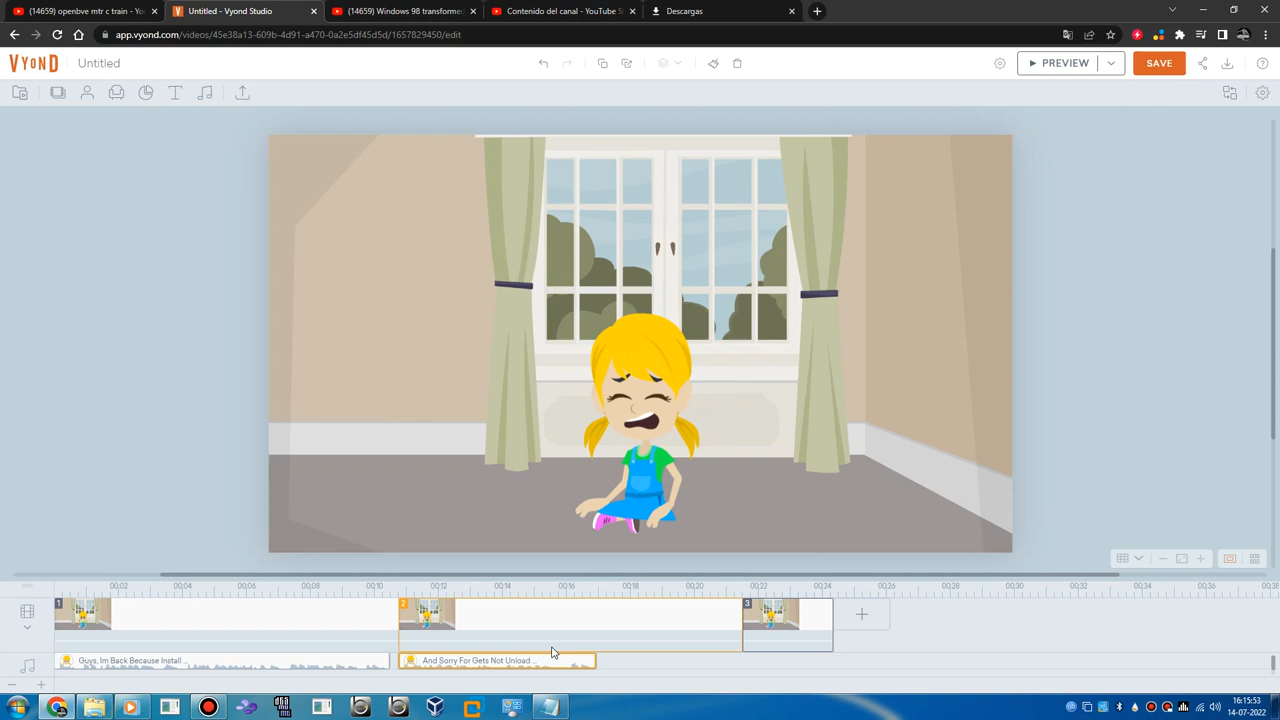 (14659) openbve mtr c train - Yo
Untitled - Vyond Studio
(14659) Windows 98 transforme
Contenido del canal - YouTube S
Descargas
app.vyond.com/videos/45e38a13-609b-4d91-a470-0a2e5df45d5d/1657829450/edit
VYOND
Untitled
PREVIEW
SAVE
00:02 00:04 00:06 00:08 00:10 00:12 00:14 00:16 00:18 00:20 00:22 00:24 00:26 00:28 00:30 00:32 00:34 00:36 00:38
1
2
3
Guys, Im Back Because Install ...
And Sorry For Gets Not Unload ...
16:15:53
14-07-2022